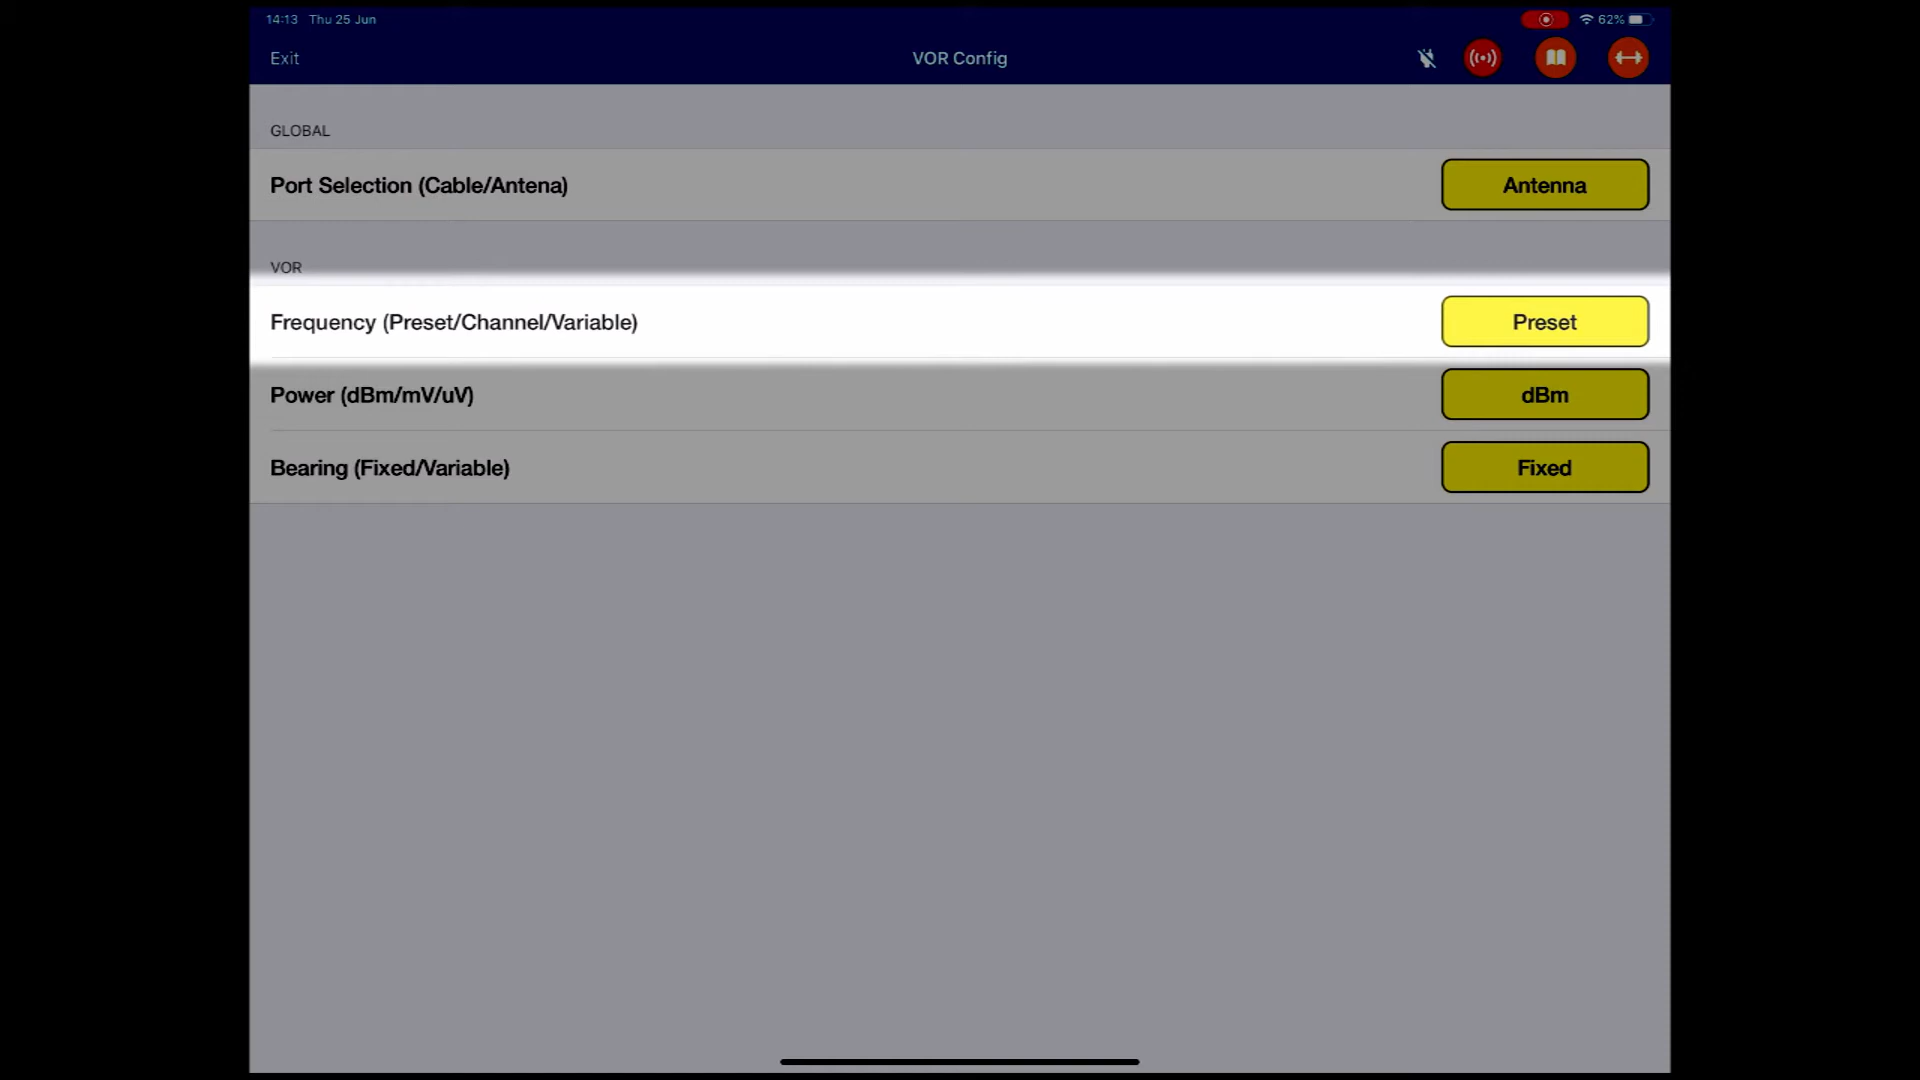 14:13 Thu 25 Jun
62%
Exit
VOR Config
GLOBAL
Port Selection (Cable/Antena)
Antenna
VOR
Frequency (Preset/Channel/Variable)
Preset
Power (dBm/mV/uV)
dBm
Bearing (Fixed/Variable)
Fixed